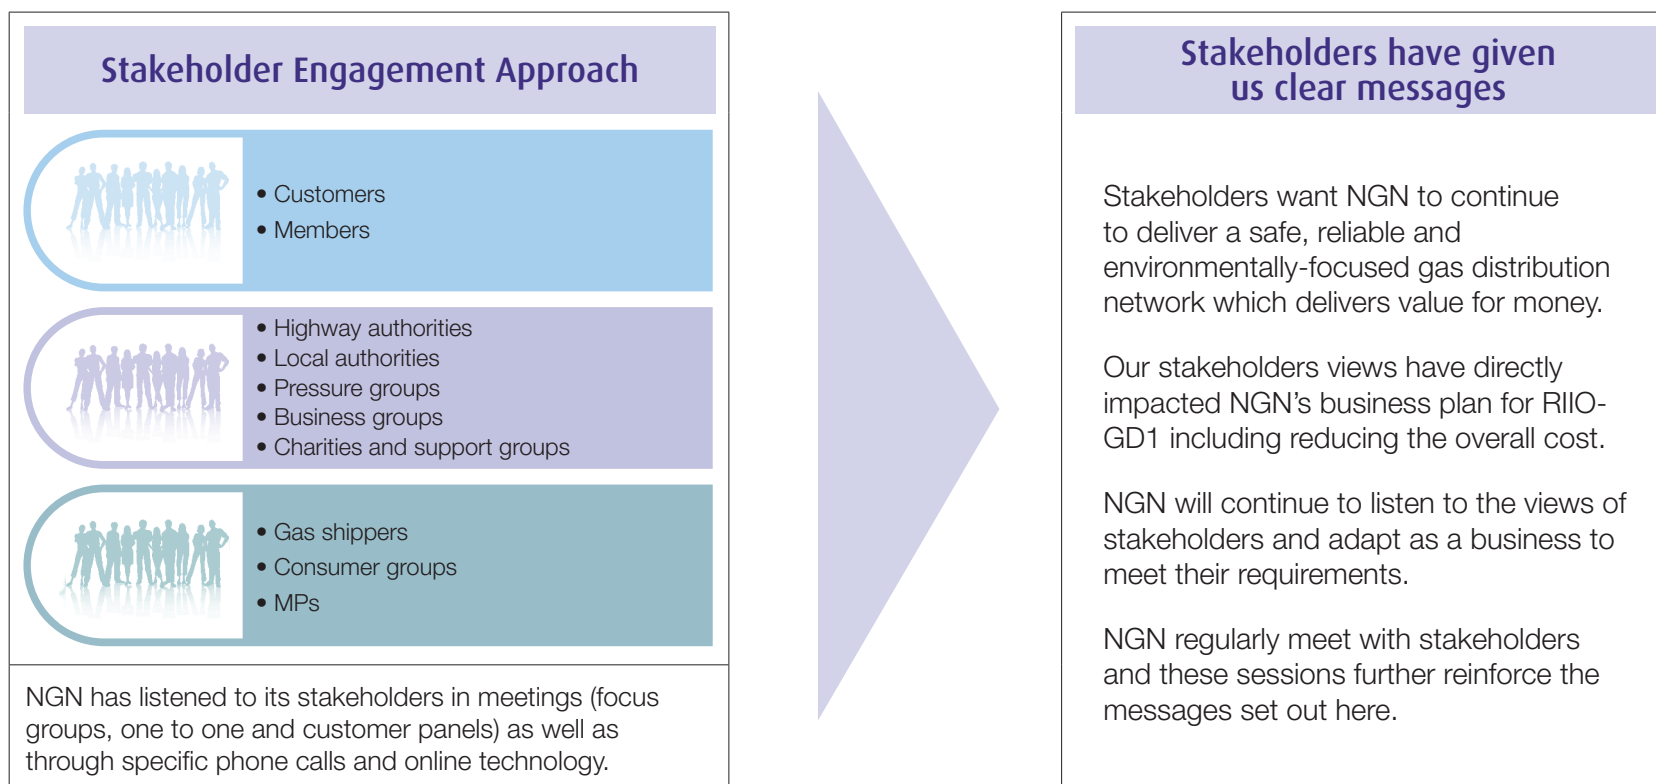 Stakeholder Engagement Approach
• Customers
• Members
• Highway authorities
• Local authorities
• Pressure groups
• Business groups
• Charities and support groups
• Gas shippers
• Consumer groups
• MPs
NGN has listened to its stakeholders in meetings (focus
groups, one to one and customer panels) as well as
through specific phone calls and online technology.
Stakeholders have given
us clear messages
Stakeholders want NGN to continue
to deliver a safe, reliable and
environmentally-focused gas distribution
network which delivers value for money.
Our stakeholders views have directly
impacted NGN’s business plan for RIIO-
GD1 including reducing the overall cost.
NGN will continue to listen to the views of
stakeholders and adapt as a business to
meet their requirements.
NGN regularly meet with stakeholders
and these sessions further reinforce the
messages set out here.